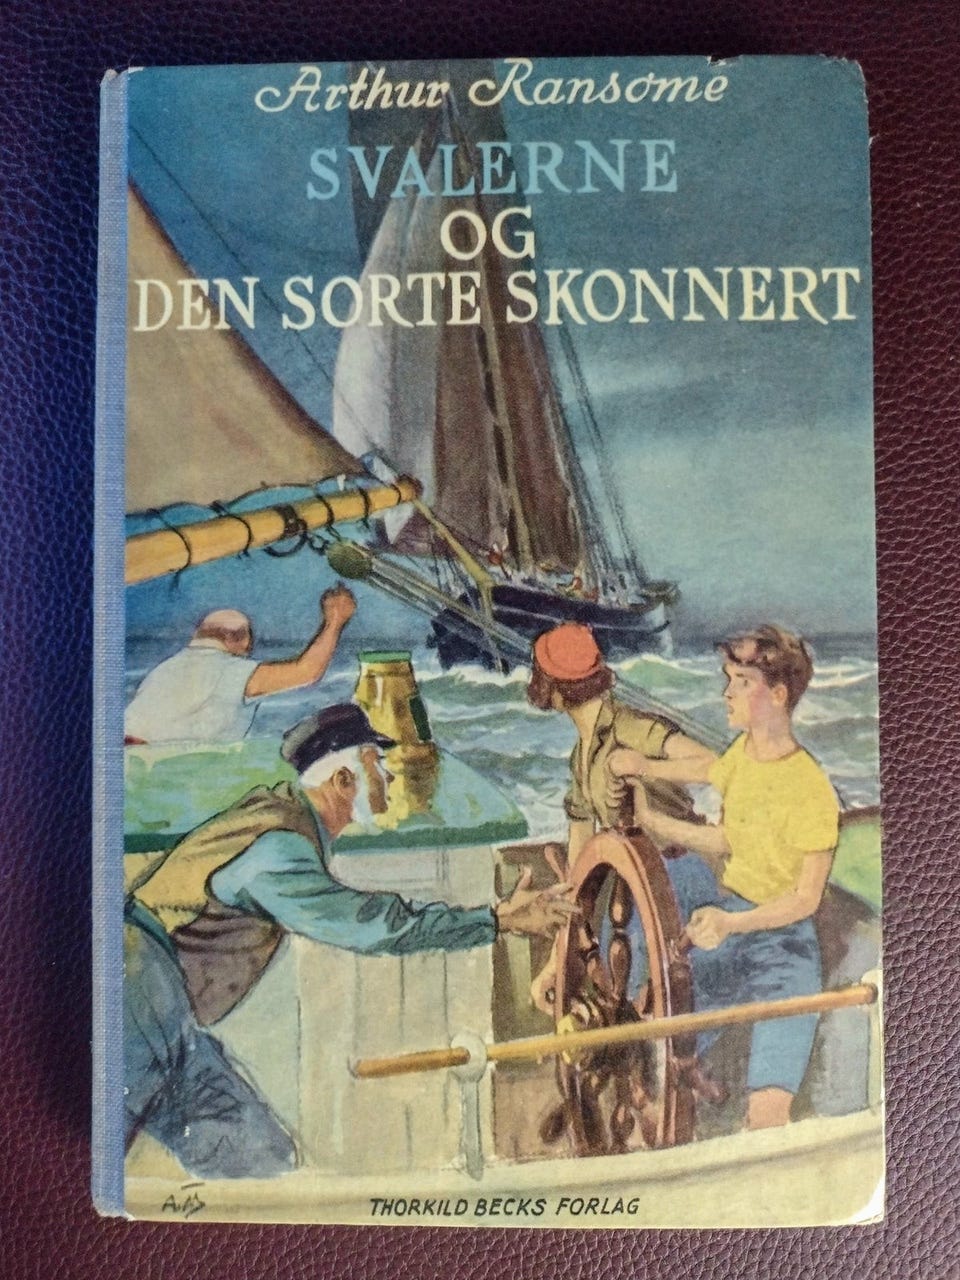 Arthur Ransome
SVALERNE
OG
DEN SORTE SKONNERT
THORKILD BECKS FORLAG